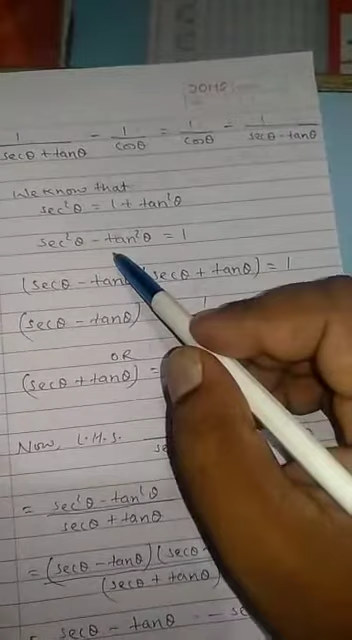 1/(secθ + tanθ) - 1/cosθ = 1/cosθ - 1/(secθ - tanθ)
We know that
sec²θ = 1 + tan²θ
sec²θ - tan²θ = 1
(secθ - tanθ)(secθ + tanθ) = 1
(secθ - tanθ) 1
OR
(secθ + tanθ) =
Now, L.H.S.
= (sec²θ - tan²θ)/(secθ + tanθ)
= (secθ - tanθ)(secθ /(secθ + tanθ)
secθ - tanθ -